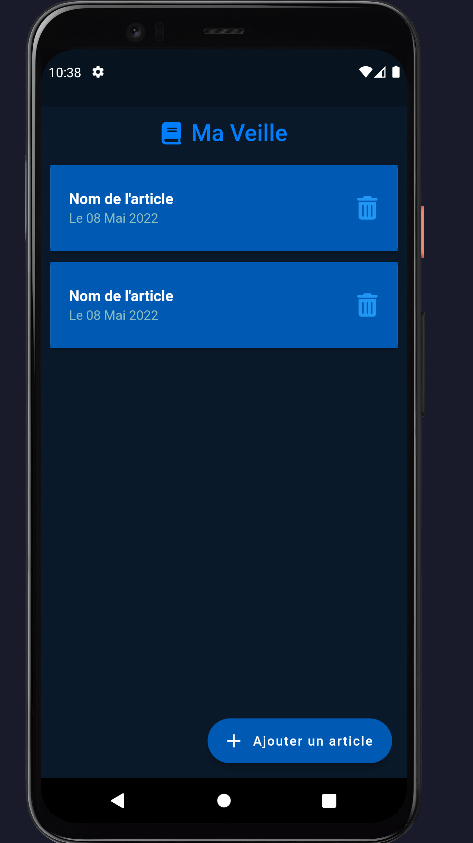 10:38
Ma Veille
Nom de l'article
Le 08 Mai 2022
Nom de l'article
Le 08 Mai 2022
Ajouter un article